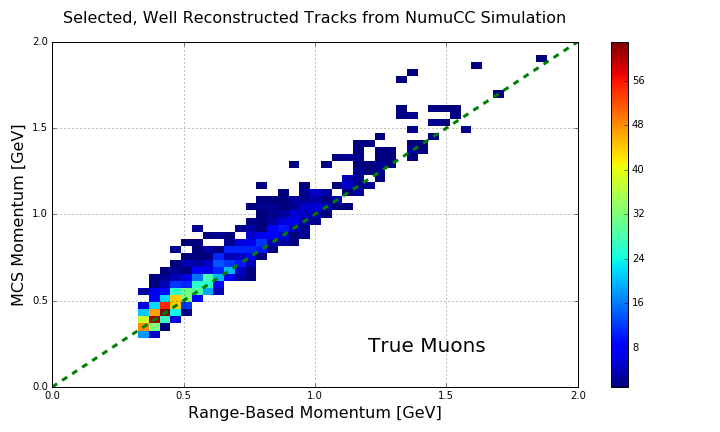 Selected, Well Reconstructed Tracks from NumuCC Simulation
MCS Momentum [GeV]
2.0
1.5
1.0
0.5
0.0
0.0 0.5 1.0 1.5 2.0
Range-Based Momentum [GeV]
True Muons
56
48
40
32
24
16
8